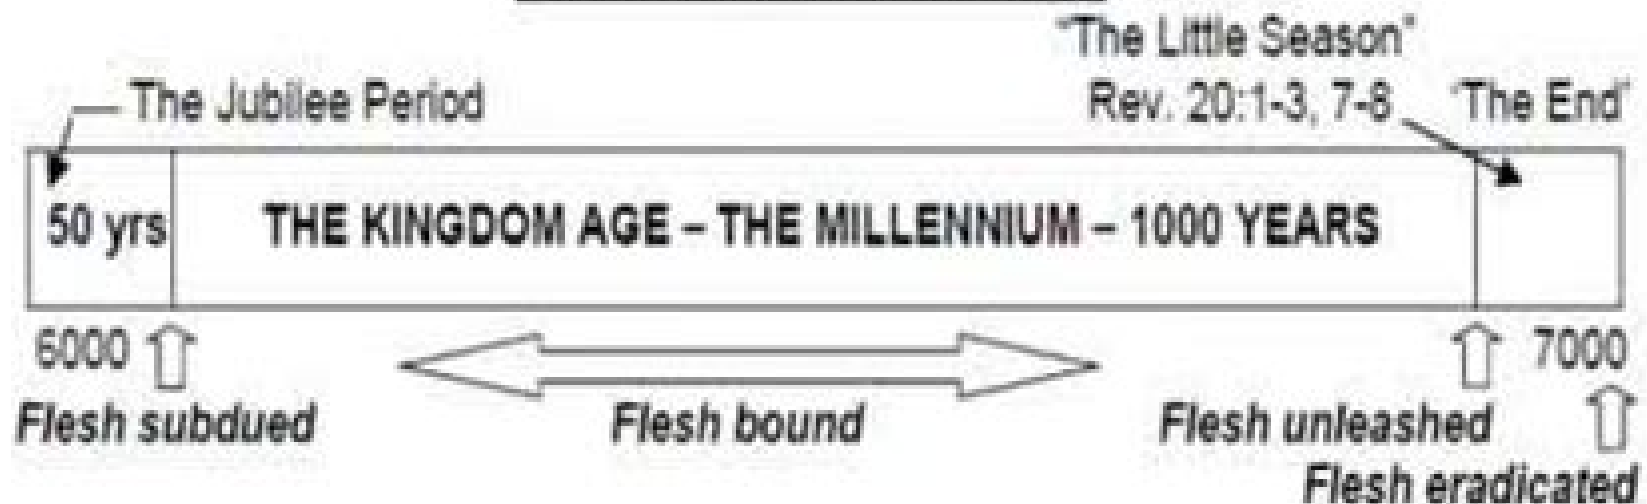 "The Little Season"
The Jubilee Period
Rev. 20:1-3, 7-8
'The End'
50 yrs
THE KINGDOM AGE – THE MILLENNIUM – 1000 YEARS
6000
7000
Flesh subdued
Flesh bound
Flesh unleashed
Flesh eradicated